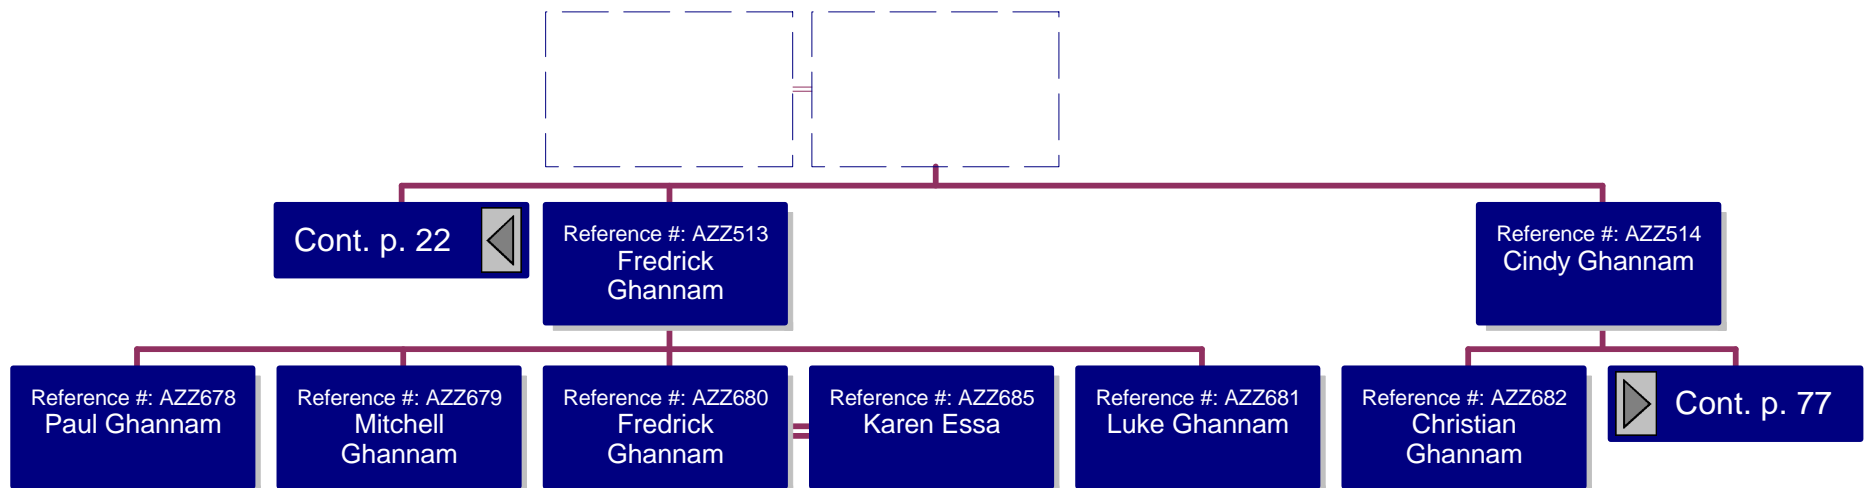 Cont. p. 22
Reference #: AZZ513
Fredrick
Ghannam
Reference #: AZZ514
Cindy Ghannam
Reference #: AZZ678
Paul Ghannam
Reference #: AZZ679
Mitchell
Ghannam
Reference #: AZZ680
Fredrick
Ghannam
Reference #: AZZ685
Karen Essa
Reference #: AZZ681
Luke Ghannam
Reference #: AZZ682
Christian
Ghannam
Cont. p. 77